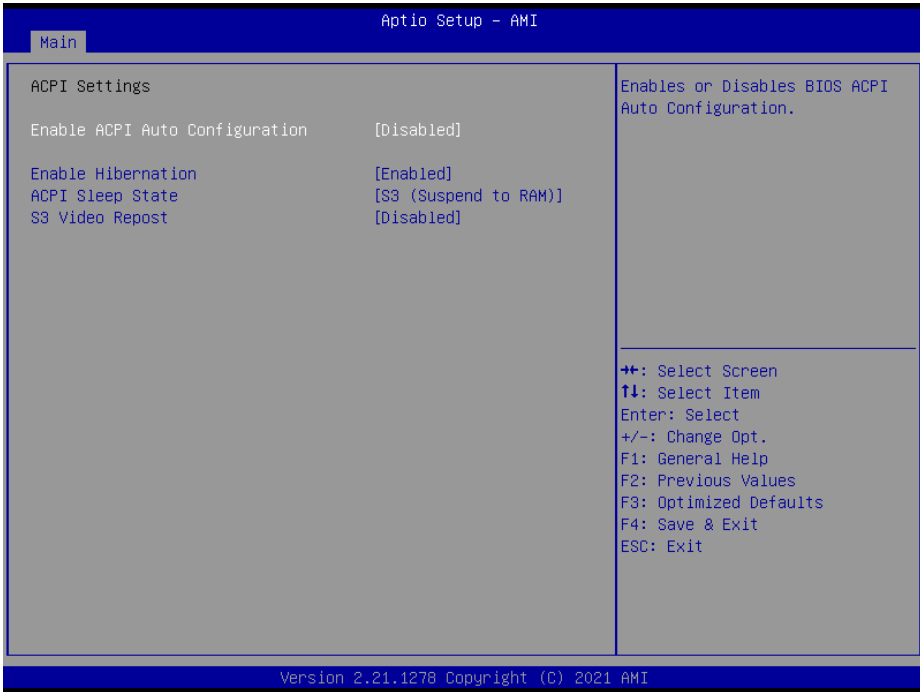 Aptio Setup – AMI
Main
ACPI Settings
Enable ACPI Auto Configuration [Disabled]
Enable Hibernation [Enabled]
ACPI Sleep State [S3 (Suspend to RAM)]
S3 Video Repost [Disabled]
Enables or Disables BIOS ACPI
Auto Configuration.
→←: Select Screen
↑↓: Select Item
Enter: Select
+/-: Change Opt.
F1: General Help
F2: Previous Values
F3: Optimized Defaults
F4: Save & Exit
ESC: Exit
Version 2.21.1278 Copyright (C) 2021 AMI